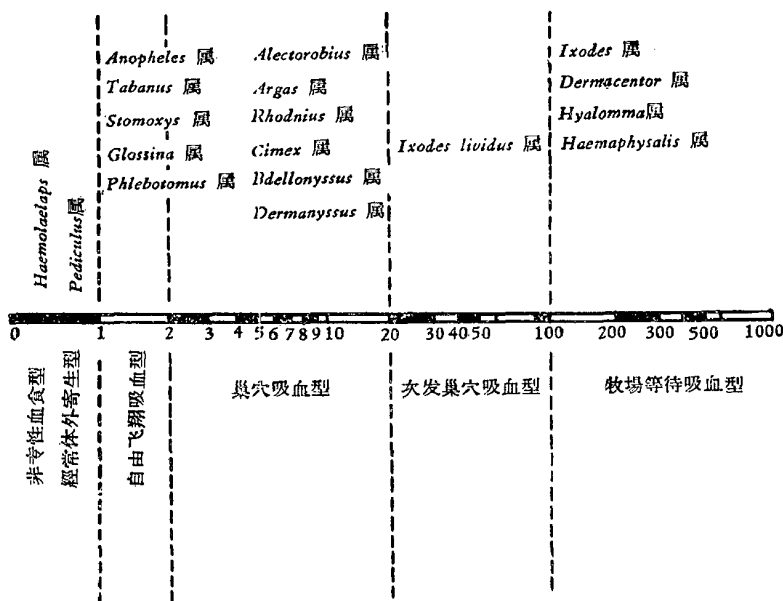 Anopheles 属
Tabanus 属
Stomoxys 属
Glossina 属
Phlebotomus 属
Alectorobius 属
Argas 属
Rhodnius 属
Cimex 属
Bdellonyssus 属
Dermanyssus 属
Ixodes lividus 属
Ixodes 属
Dermacentor 属
Hyalomma属
Haemaphysalis 属
Haemolaelaps 属
Pediculus属
0 1 2 3 4 5 6 7 8 9 10 20 30 40 50 100 200 300 500 1000
非专性血食型
經常体外寄生型
自由飞翔吸血型
巢穴吸血型
次发巢穴吸血型
牧場等待吸血型